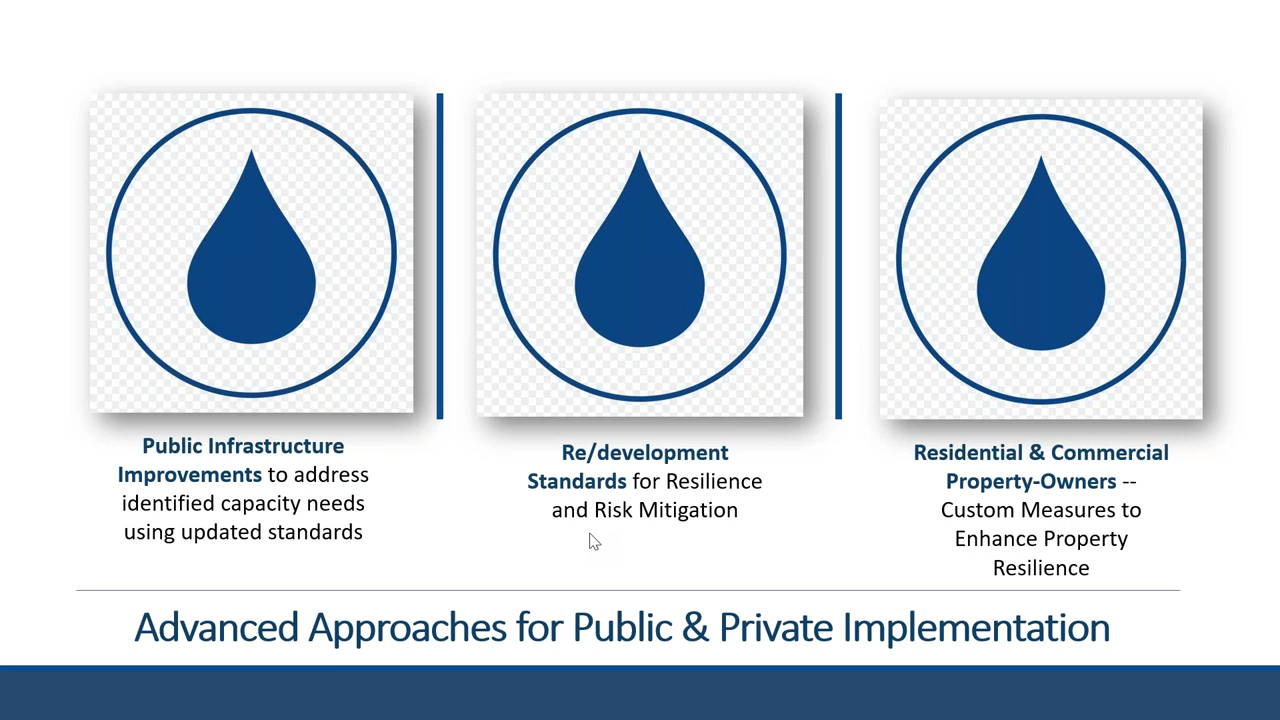 Public Infrastructure
Improvements to address
identified capacity needs
using updated standards
Re/development
Standards for Resilience
and Risk Mitigation
Residential & Commercial
Property-Owners --
Custom Measures to
Enhance Property
Resilience
Advanced Approaches for Public & Private Implementation